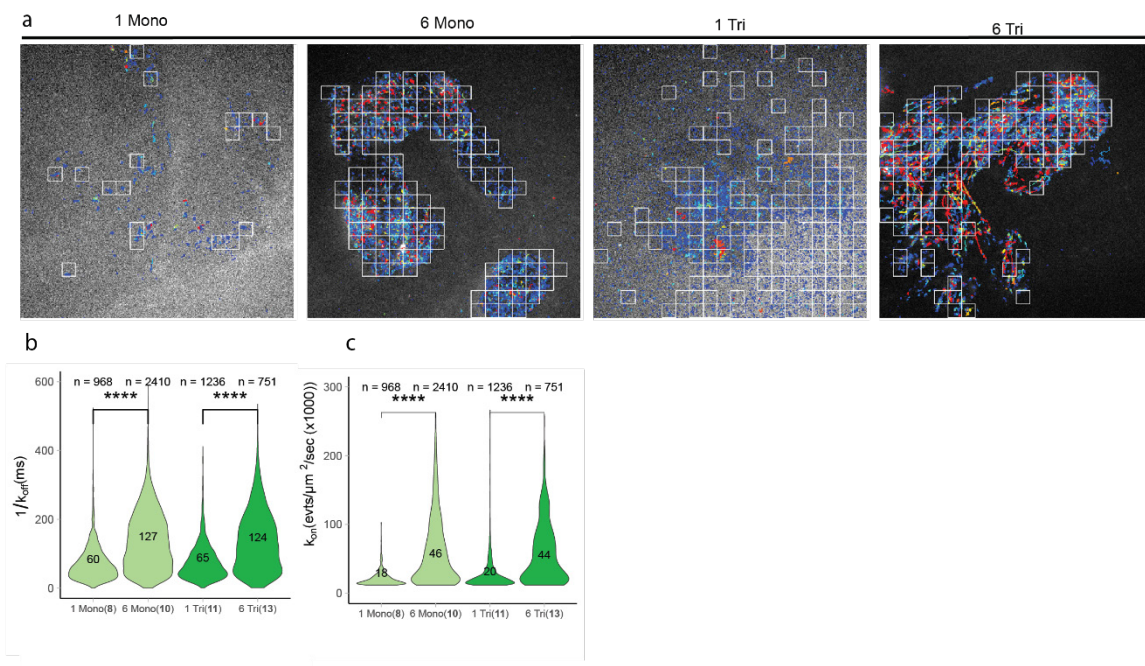 a
1 Mono
6 Mono
1 Tri
6 Tri
b
n = 968 n = 2410 n = 1236 n = 751
**** ****
600
400
200
0
1/koff(ms)
60
127
65
124
1 Mono(8) 6 Mono(10) 1 Tri(11) 6 Tri(13)
c
n = 968 n = 2410 n = 1236 n = 751
**** ****
300
200
100
0
kon(evts/μm²/sec (x1000))
18
46
20
44
1 Mono(8) 6 Mono(10) 1 Tri(11) 6 Tri(13)